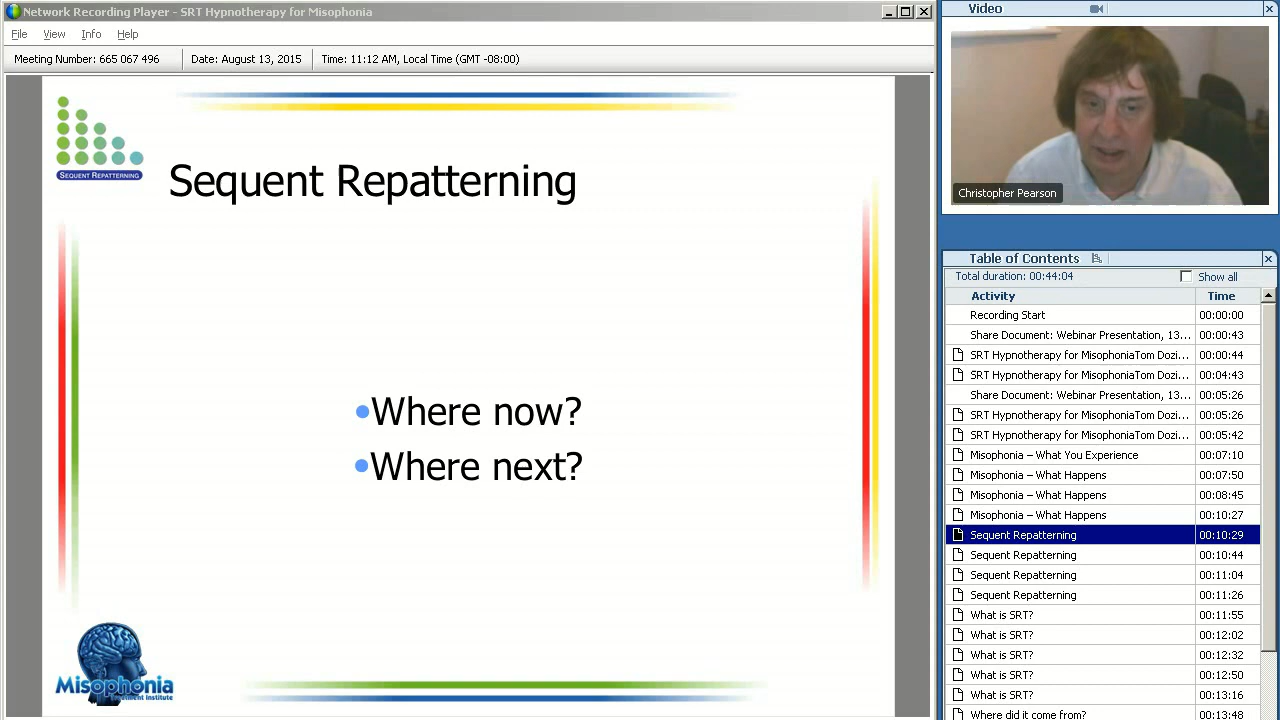 Network Recording Player - SRT Hypnotherapy for Misophonia
File View Info Help
Meeting Number: 665 067 496 Date: August 13, 2015 Time: 11:12 AM, Local Time (GMT -08:00)
SEQUENT REPATTERNING
Sequent Repatterning
•Where now?
•Where next?
Misophonia
Treatment Institute
Video
Christopher Pearson
Table of Contents
Total duration: 00:44:04 Show all
Activity Time
Recording Start 00:00:00
Share Document: Webinar Presentation, 13... 00:00:43
SRT Hypnotherapy for MisophoniaTom Dozi... 00:00:44
SRT Hypnotherapy for MisophoniaTom Dozi... 00:04:43
Share Document: Webinar Presentation, 13... 00:05:26
SRT Hypnotherapy for MisophoniaTom Dozi... 00:05:26
SRT Hypnotherapy for MisophoniaTom Dozi... 00:05:42
Misophonia – What You Experience 00:07:10
Misophonia – What Happens 00:07:50
Misophonia – What Happens 00:08:45
Misophonia – What Happens 00:10:27
Sequent Repatterning 00:10:29
Sequent Repatterning 00:10:44
Sequent Repatterning 00:11:04
Sequent Repatterning 00:11:26
What is SRT? 00:11:55
What is SRT? 00:12:02
What is SRT? 00:12:32
What is SRT? 00:12:50
What is SRT? 00:13:16
Where did it come from? 00:13:48